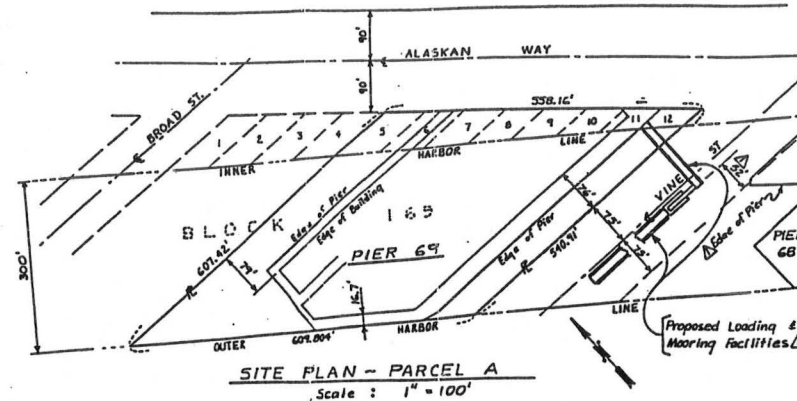 90'
ALASKAN WAY
90'
BROAD ST.
558.16'
1 2 3 4 5 6 7 8 9 10 11 12
INNER HARBOR LINE
ST
VINE
BLOCK 165
Edge of Pier
Edge of Building
607.42'
300'
PIER 69
Edge of Pier
76'
75'
75'
540.91'
Edge of Pier
PIER
68
16.7'
OUTER HARBOR LINE
609.804'
Proposed Loading &
Mooring Facilities
SITE PLAN ~ PARCEL A
Scale : 1" = 100'